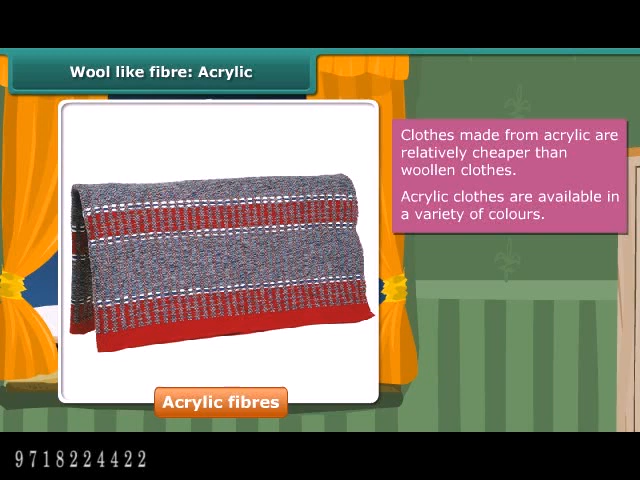 Wool like fibre: Acrylic
Clothes made from acrylic are
relatively cheaper than
woollen clothes.
Acrylic clothes are available in
a variety of colours.
Acrylic fibres
9718224422